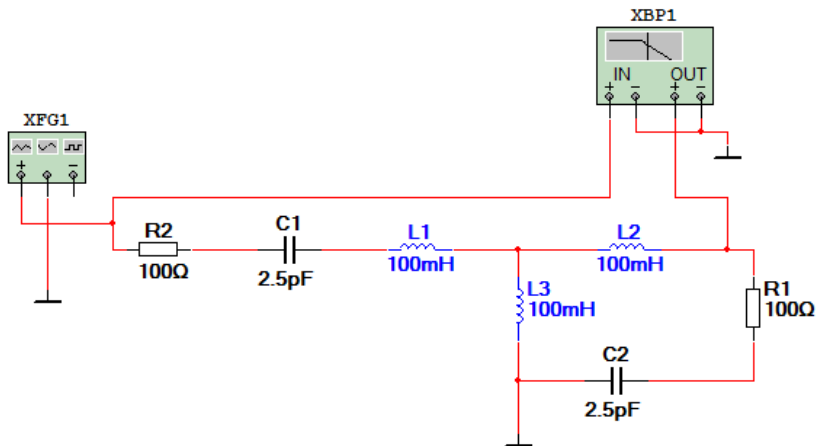 XBP1
IN OUT
+ − + −
XFG1
+ −
R2
100Ω
C1
2.5pF
L1
100mH
L2
100mH
L3
100mH
R1
100Ω
C2
2.5pF